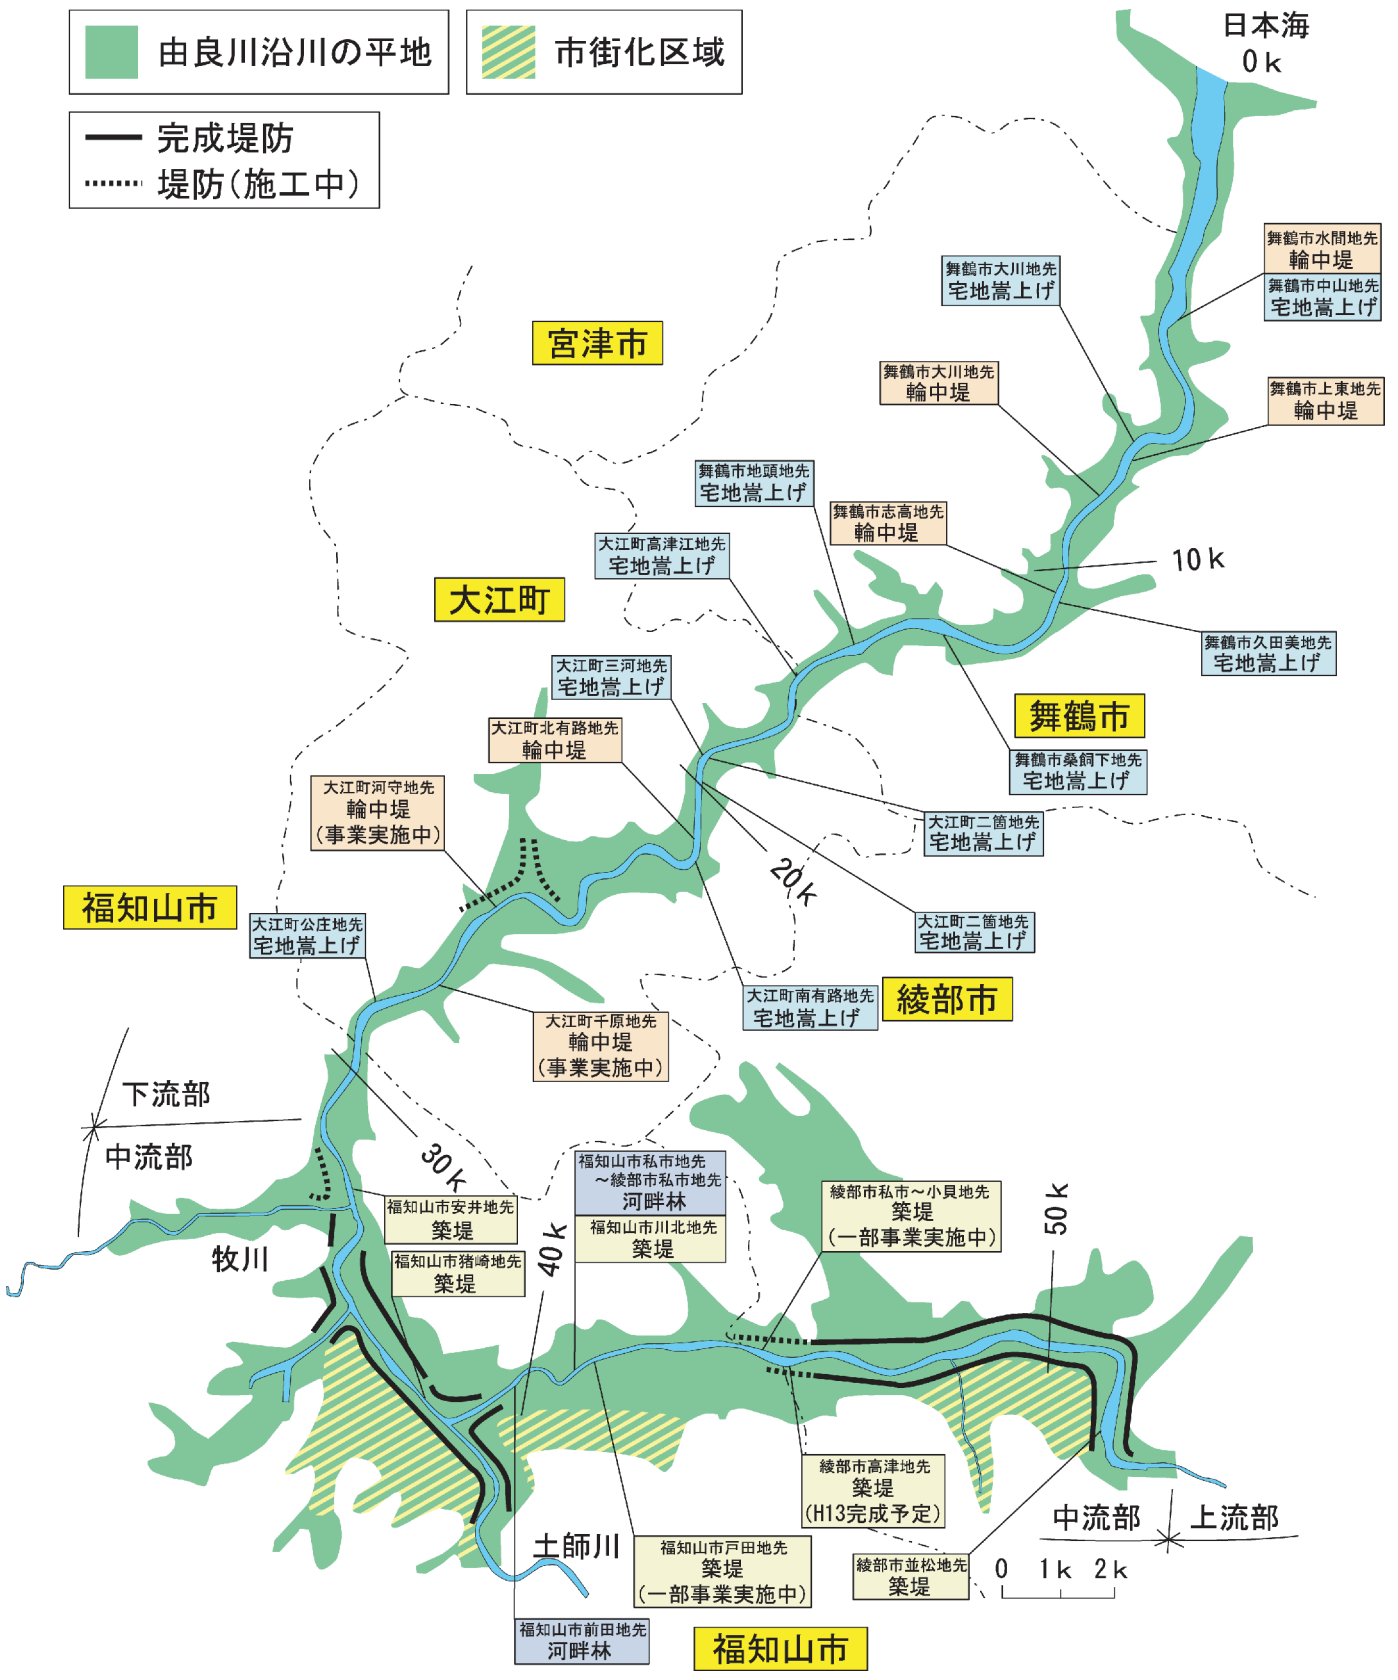 由良川沿川の平地
市街化区域
完成堤防
堤防(施工中)
日本海
0k
舞鶴市水間地先
輪中堤
舞鶴市中山地先
宅地嵩上げ
舞鶴市大川地先
宅地嵩上げ
宮津市
舞鶴市大川地先
輪中堤
舞鶴市上東地先
輪中堤
舞鶴市地頭地先
宅地嵩上げ
舞鶴市志高地先
輪中堤
大江町高津江地先
宅地嵩上げ
10k
大江町
舞鶴市久田美地先
宅地嵩上げ
大江町三河地先
宅地嵩上げ
舞鶴市
大江町北有路地先
輪中堤
舞鶴市桑飼下地先
宅地嵩上げ
大江町河守地先
輪中堤
(事業実施中)
大江町二箇地先
宅地嵩上げ
20k
福知山市
大江町公庄地先
宅地嵩上げ
大江町二箇地先
宅地嵩上げ
大江町南有路地先
宅地嵩上げ
綾部市
大江町千原地先
輪中堤
(事業実施中)
下流部
中流部
30k
福知山市私市地先
～綾部市私市地先
河畔林
福知山市川北地先
築堤
綾部市私市～小貝地先
築堤
(一部事業実施中)
50k
福知山市安井地先
築堤
牧川
福知山市猪崎地先
築堤
40k
綾部市高津地先
築堤
(H13完成予定)
中流部
上流部
土師川
福知山市戸田地先
築堤
(一部事業実施中)
綾部市並松地先
築堤
0 1k 2k
福知山市前田地先
河畔林
福知山市